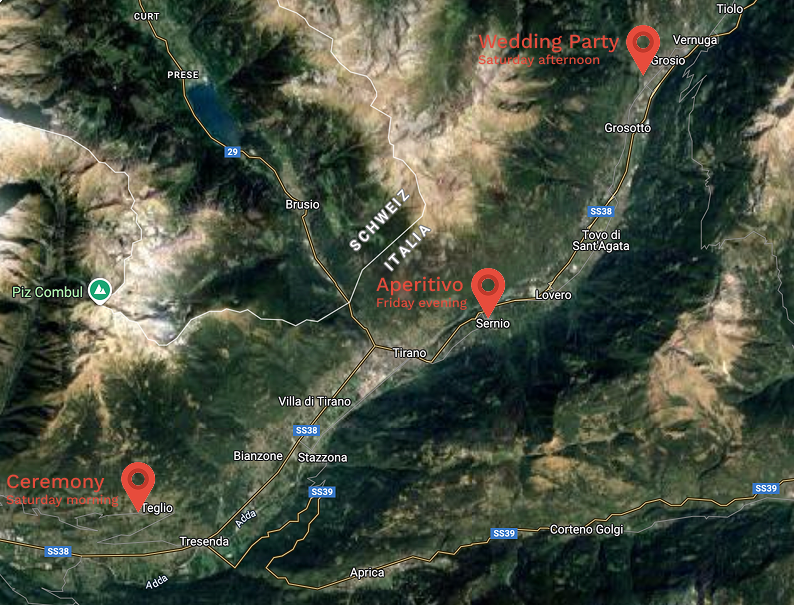 CURT
Tiolo
Wedding Party
Saturday afternoon
Vernuga
Grosio
PRESE
Grosotto
29
Brusio
SS38
SCHWEIZ
ITALIA
Tovo di
Sant'Agata
Piz Combul
Aperitivo
Friday evening
Lovero
Sernio
Tirano
Villa di Tirano
SS38
Bianzone
Stazzona
Ceremony
Saturday morning
Teglio
SS39
SS39
Adda
SS39
Corteno Golgi
Tresenda
SS38
Aprica
Adda